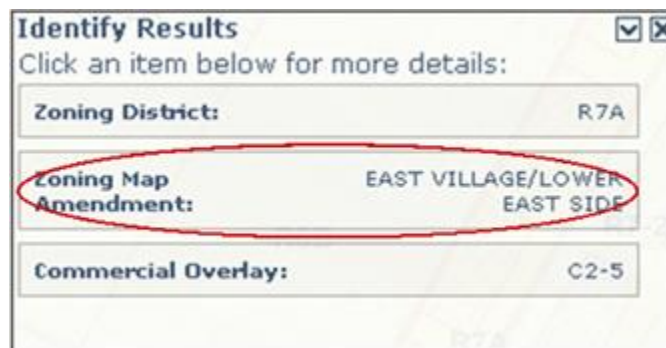 Identify Results
Click an item below for more details:
Zoning District: R7A
Zoning Map EAST VILLAGE/LOWER
Amendment: EAST SIDE
Commercial Overlay: C2-5
R7A